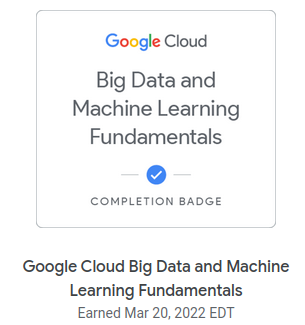 Google Cloud
Big Data and
Machine Learning
Fundamentals
COMPLETION BADGE
Google Cloud Big Data and Machine
Learning Fundamentals
Earned Mar 20, 2022 EDT